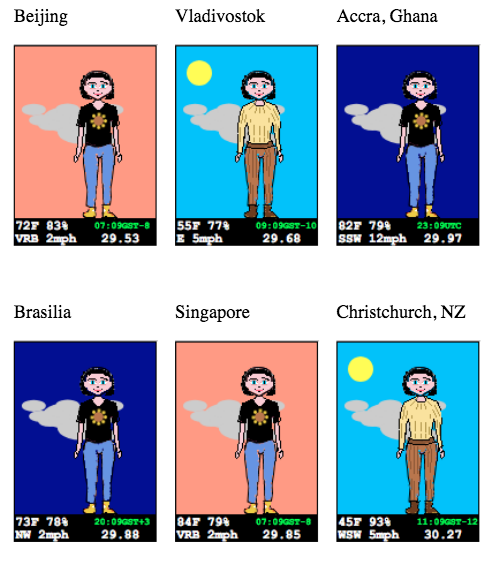 Beijing
Vladivostok
Accra, Ghana
72F 83% 07:09GST-8
VRB 2mph 29.53
55F 77% 09:09GST-10
E 5mph 29.68
82F 79% 23:09UTC
SSW 12mph 29.97
Brasilia
Singapore
Christchurch, NZ
73F 78% 20:09GST+3
NW 2mph 29.88
84F 79% 07:09GST-8
VRB 2mph 29.85
45F 93% 11:09GST-12
WSW 5mph 30.27